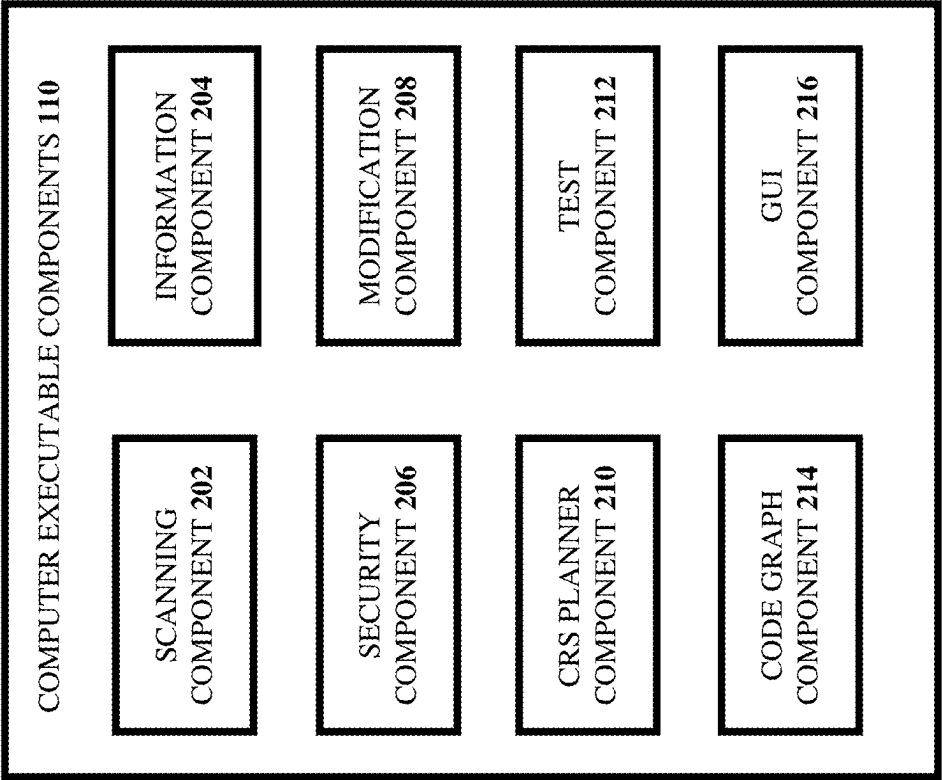 COMPUTER EXECUTABLE COMPONENTS 110
SCANNING
COMPONENT 202
INFORMATION
COMPONENT 204
SECURITY
COMPONENT 206
MODIFICATION
COMPONENT 208
CRS PLANNER
COMPONENT 210
TEST
COMPONENT 212
CODE GRAPH
COMPONENT 214
GUI
COMPONENT 216